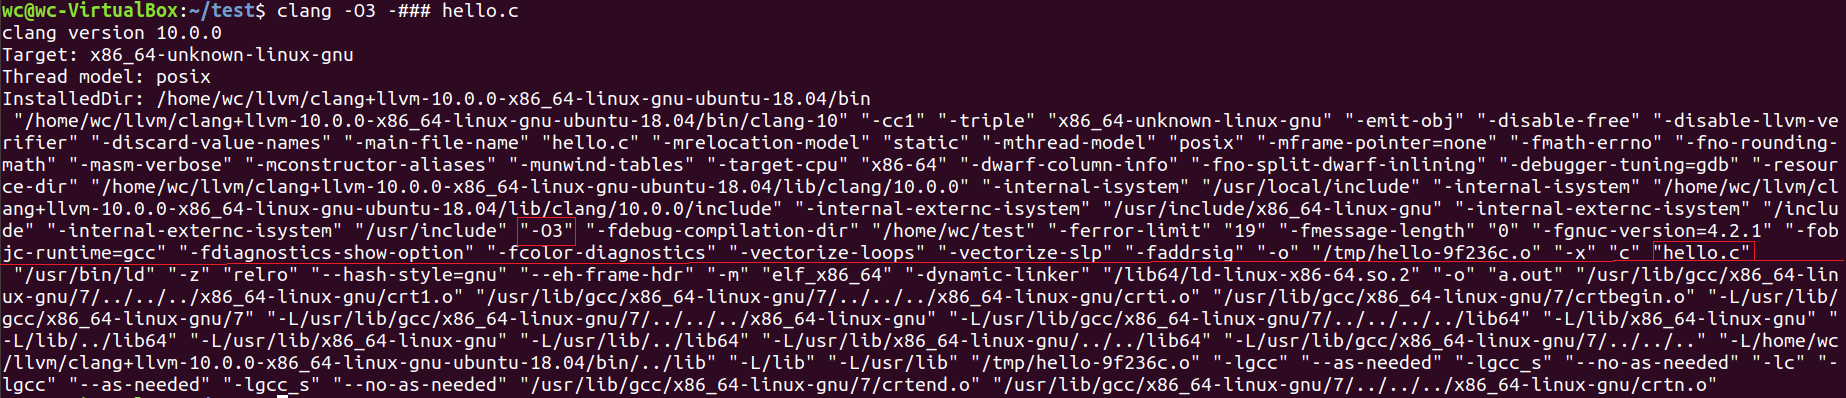 wc@wc-VirtualBox:~/test$ clang -O3 -### hello.c
clang version 10.0.0
Target: x86_64-unknown-linux-gnu
Thread model: posix
InstalledDir: /home/wc/llvm/clang+llvm-10.0.0-x86_64-linux-gnu-ubuntu-18.04/bin
 "/home/wc/llvm/clang+llvm-10.0.0-x86_64-linux-gnu-ubuntu-18.04/bin/clang-10" "-cc1" "-triple" "x86_64-unknown-linux-gnu" "-emit-obj" "-disable-free" "-disable-llvm-ve
rifier" "-discard-value-names" "-main-file-name" "hello.c" "-mrelocation-model" "static" "-mthread-model" "posix" "-mframe-pointer=none" "-fmath-errno" "-fno-rounding-
math" "-masm-verbose" "-mconstructor-aliases" "-munwind-tables" "-target-cpu" "x86-64" "-dwarf-column-info" "-fno-split-dwarf-inlining" "-debugger-tuning=gdb" "-resour
ce-dir" "/home/wc/llvm/clang+llvm-10.0.0-x86_64-linux-gnu-ubuntu-18.04/lib/clang/10.0.0" "-internal-isystem" "/usr/local/include" "-internal-isystem" "/home/wc/llvm/cl
ang+llvm-10.0.0-x86_64-linux-gnu-ubuntu-18.04/lib/clang/10.0.0/include" "-internal-externc-isystem" "/usr/include/x86_64-linux-gnu" "-internal-externc-isystem" "/inclu
de" "-internal-externc-isystem" "/usr/include" "-O3" "-fdebug-compilation-dir" "/home/wc/test" "-ferror-limit" "19" "-fmessage-length" "0" "-fgnuc-version=4.2.1" "-fob
jc-runtime=gcc" "-fdiagnostics-show-option" "-fcolor-diagnostics" "-vectorize-loops" "-vectorize-slp" "-faddrsig" "-o" "/tmp/hello-9f236c.o" "-x" "c" "hello.c"
 "/usr/bin/ld" "-z" "relro" "--hash-style=gnu" "--eh-frame-hdr" "-m" "elf_x86_64" "-dynamic-linker" "/lib64/ld-linux-x86-64.so.2" "-o" "a.out" "/usr/lib/gcc/x86_64-lin
ux-gnu/7/../../../x86_64-linux-gnu/crt1.o" "/usr/lib/gcc/x86_64-linux-gnu/7/../../../x86_64-linux-gnu/crti.o" "/usr/lib/gcc/x86_64-linux-gnu/7/crtbegin.o" "-L/usr/lib/
gcc/x86_64-linux-gnu/7" "-L/usr/lib/gcc/x86_64-linux-gnu/7/../../../x86_64-linux-gnu" "-L/usr/lib/gcc/x86_64-linux-gnu/7/../../../../lib64" "-L/lib/x86_64-linux-gnu" "
-L/lib/../lib64" "-L/usr/lib/x86_64-linux-gnu" "-L/usr/lib/../lib64" "-L/usr/lib/x86_64-linux-gnu/../../lib64" "-L/usr/lib/gcc/x86_64-linux-gnu/7/../../.." "-L/home/wc
/llvm/clang+llvm-10.0.0-x86_64-linux-gnu-ubuntu-18.04/bin/../lib" "-L/lib" "-L/usr/lib" "/tmp/hello-9f236c.o" "-lgcc" "--as-needed" "-lgcc_s" "--no-as-needed" "-lc" "-
lgcc" "--as-needed" "-lgcc_s" "--no-as-needed" "/usr/lib/gcc/x86_64-linux-gnu/7/crtend.o" "/usr/lib/gcc/x86_64-linux-gnu/7/../../../x86_64-linux-gnu/crtn.o"